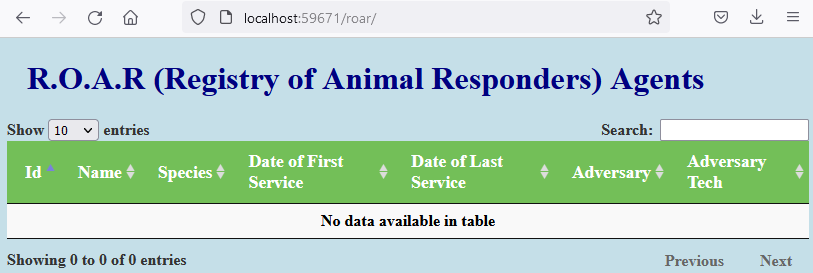 localhost:59671/roar/
R.O.A.R (Registry of Animal Responders) Agents
Show 10 entries Search:
Id Name Species Date of First Service Date of Last Service Adversary Adversary Tech
No data available in table
Showing 0 to 0 of 0 entries Previous Next